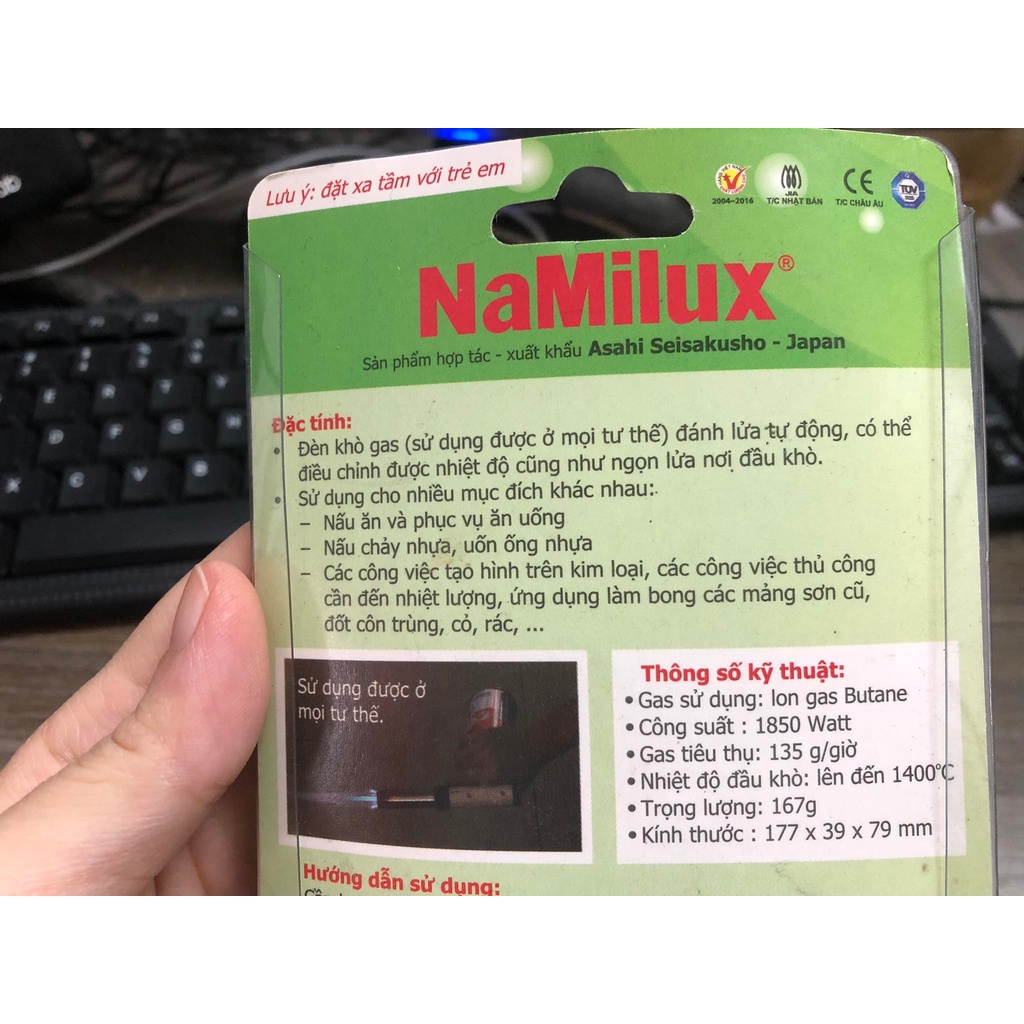 Lưu ý: đặt xa tầm với trẻ em
2004~2016
JIA
T/C NHẬT BẢN
CE
T/C CHÂU ÂU
TÜV
NaMilux®
Sản phẩm hợp tác - xuất khẩu Asahi Seisakusho - Japan
Đặc tính:
• Đèn khò gas (sử dụng được ở mọi tư thế) đánh lửa tự động, có thể
điều chỉnh được nhiệt độ cũng như ngọn lửa nơi đầu khò.
• Sử dụng cho nhiều mục đích khác nhau:
– Nấu ăn và phục vụ ăn uống
– Nấu chảy nhựa, uốn ống nhựa
– Các công việc tạo hình trên kim loại, các công việc thủ công
cần đến nhiệt lượng, ứng dụng làm bong các mảng sơn cũ,
đốt côn trùng, cỏ, rác, ...
Sử dụng được ở
mọi tư thế.
Thông số kỹ thuật:
• Gas sử dụng: lon gas Butane
• Công suất : 1850 Watt
• Gas tiêu thụ: 135 g/giờ
• Nhiệt độ đầu khò: lên đến 1400°C
• Trọng lượng: 167g
• Kính thước : 177 x 39 x 79 mm
Hướng dẫn sử dụng: